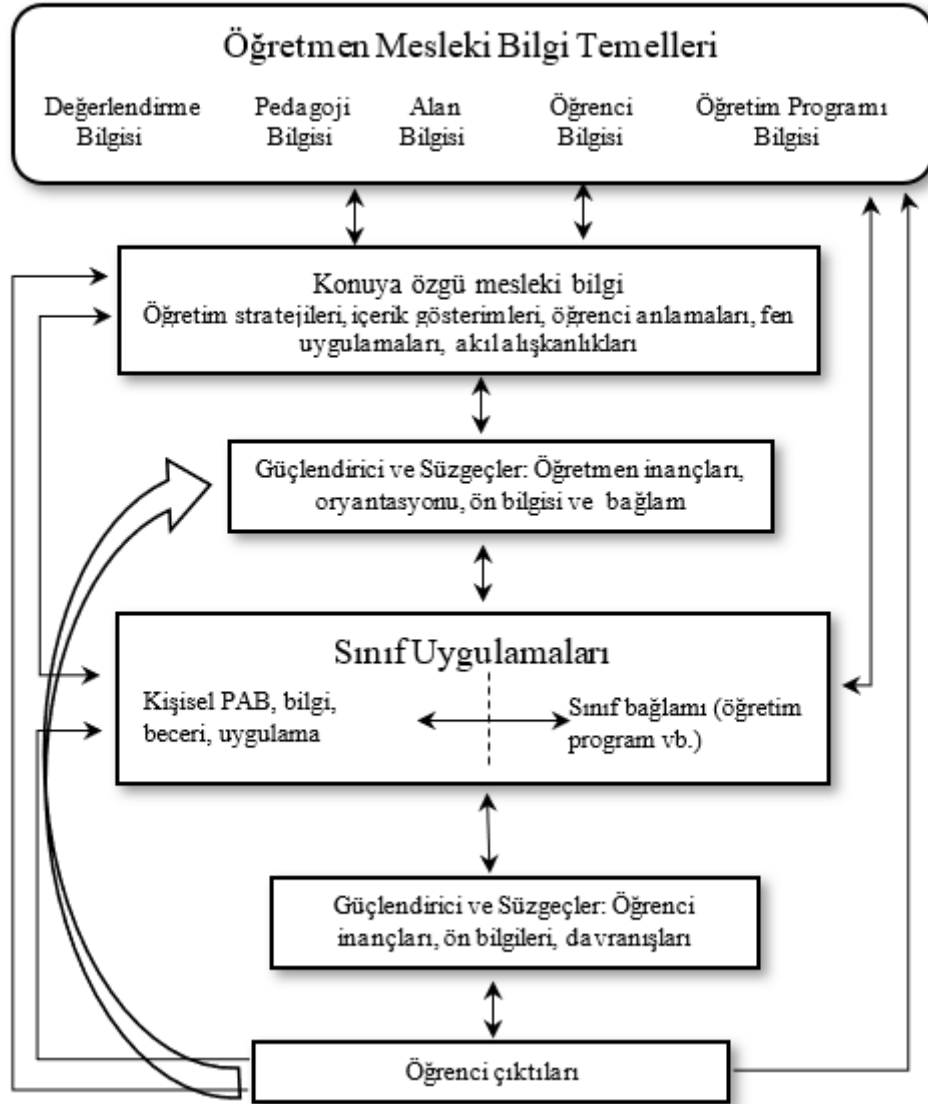 Öğretmen Mesleki Bilgi Temelleri
Değerlendirme Bilgisi
Pedagoji Bilgisi
Alan Bilgisi
Öğrenci Bilgisi
Öğretim Programı Bilgisi
Konuya özgü mesleki bilgi
Öğretim stratejileri, içerik gösterimleri, öğrenci anlamaları, fen
uygulamaları, akıl alışkanlıkları
Güçlendirici ve Süzgeçler: Öğretmen inançları,
oryantasyonu, ön bilgisi ve bağlam
Sınıf Uygulamaları
Kişisel PAB, bilgi,
beceri, uygulama
Sınıf bağlamı (öğretim
program vb.)
Güçlendirici ve Süzgeçler: Öğrenci
inançları, ön bilgileri, davranışları
Öğrenci çıktıları